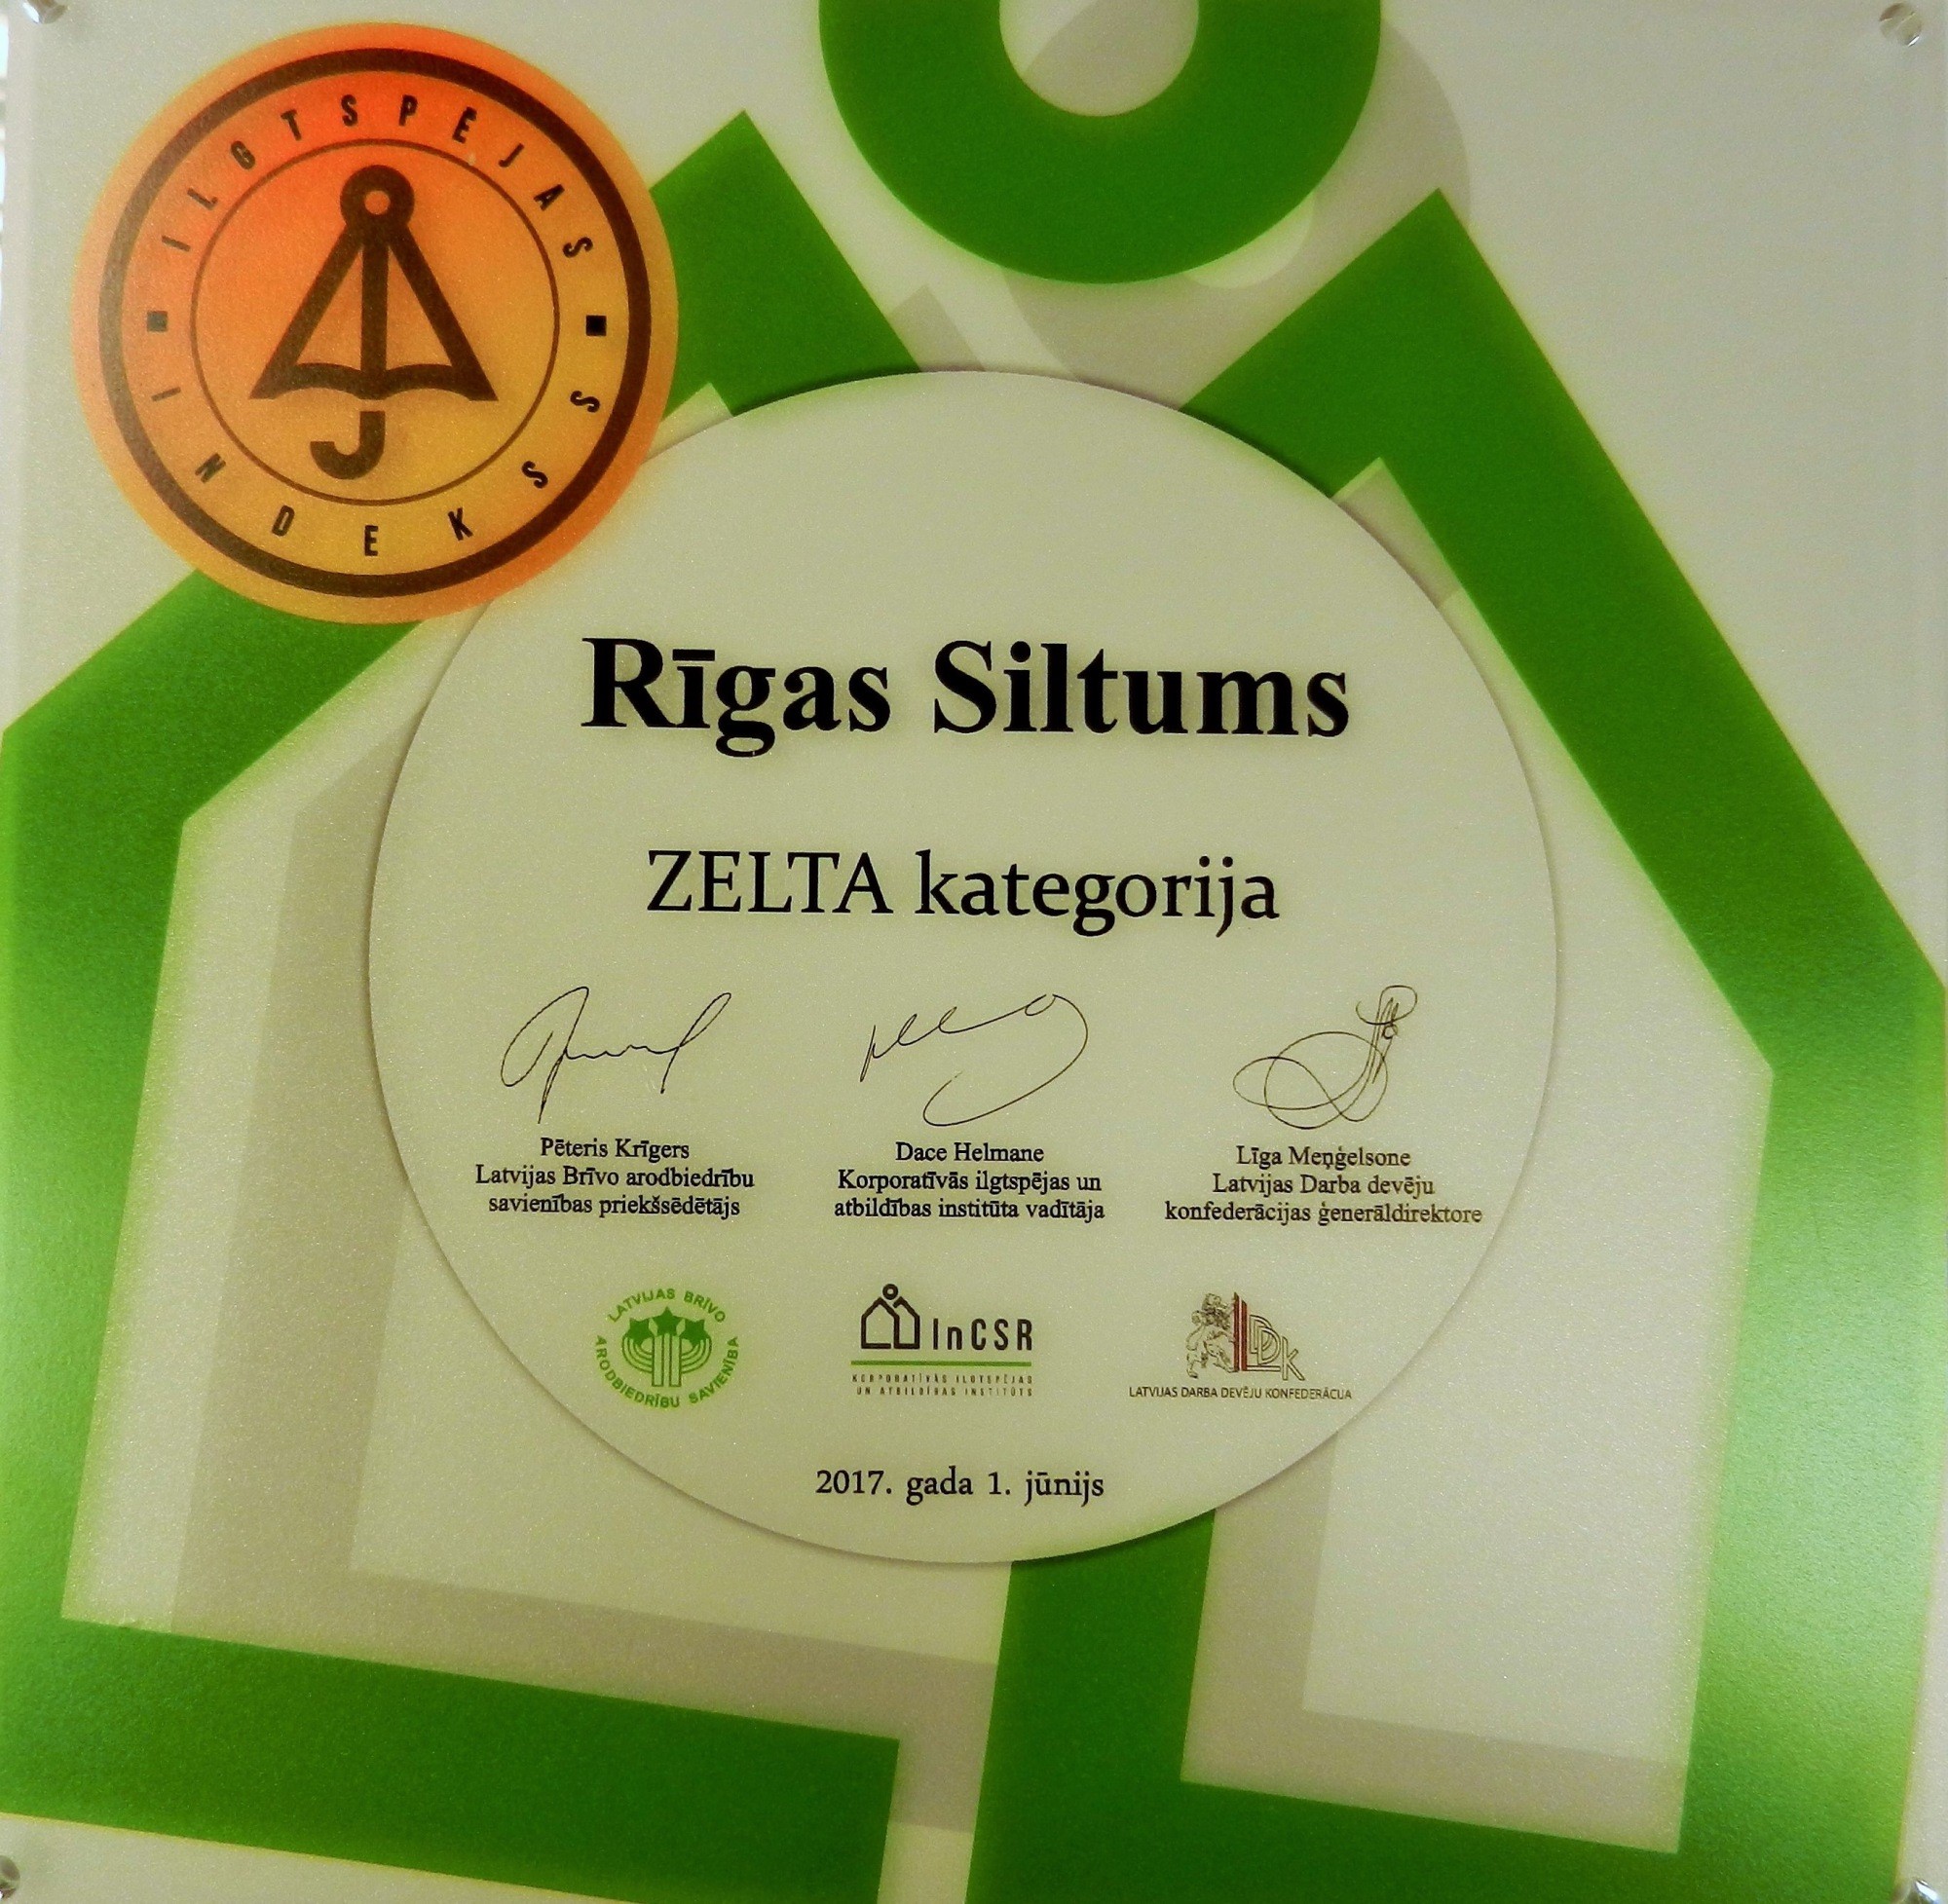 ILGTSPĒJAS
INDEKSS
Rīgas Siltums
ZELTA kategorija
Pēteris Krīgers
Latvijas Brīvo arodbiedrību
savienības priekšsēdētājs
Dace Helmane
Korporatīvās ilgtspējas un
atbildības institūta vadītāja
Līga Meņģelsone
Latvijas Darba devēju
konfederācijas ģenerāldirektore
LATVIJAS BRĪVO
ARODBIEDRĪBU SAVIENĪBA
InCSR
KORPORATĪVĀS ILGTSPĒJAS
UN ATBILDĪBAS INSTITŪTS
LDDK
LATVIJAS DARBA DEVĒJU KONFEDERĀCIJA
2017. gada 1. jūnijs